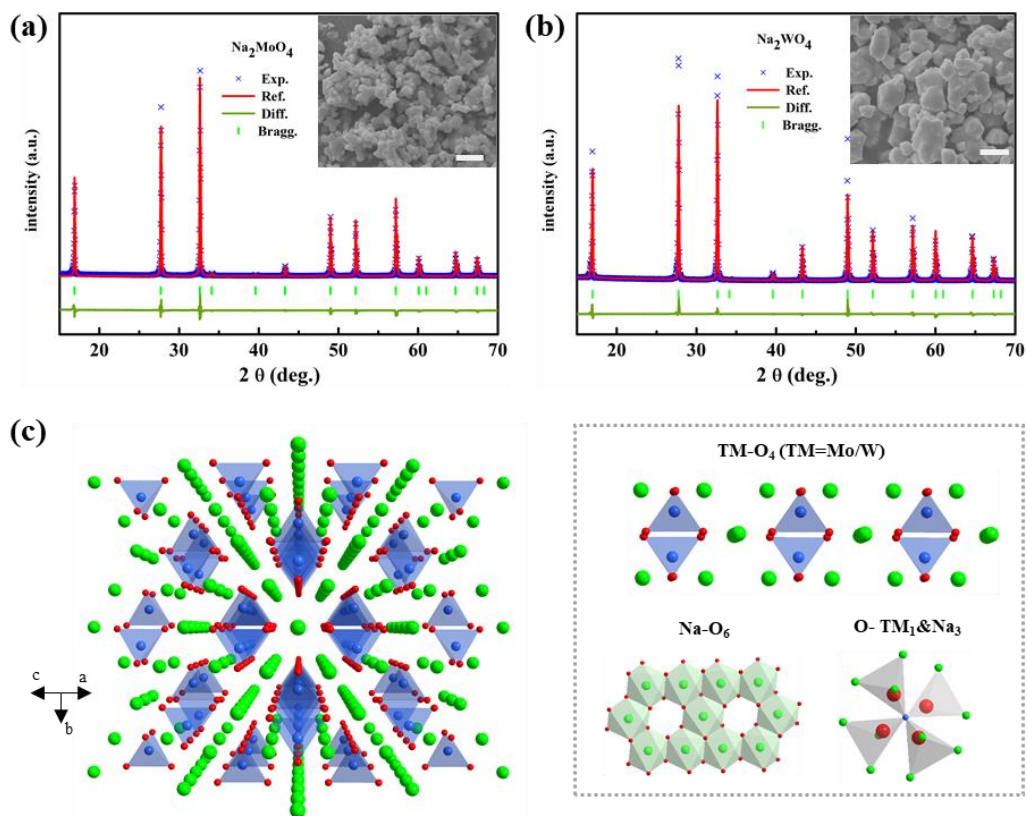 (a)
Na₂MoO₄
Exp.
Ref.
Diff.
Bragg.
intensity (a.u.)
20 30 40 50 60 70
2 θ (deg.)
(b)
Na₂WO₄
Exp.
Ref.
Diff.
Bragg.
intensity (a.u.)
20 30 40 50 60 70
2 θ (deg.)
(c)
c a
b
TM-O₄ (TM=Mo/W)
Na-O₆
O- TM₁&Na₃